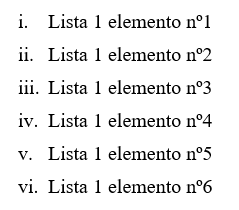 i. Lista 1 elemento nº1
ii. Lista 1 elemento nº2
iii. Lista 1 elemento nº3
iv. Lista 1 elemento nº4
v. Lista 1 elemento nº5
vi. Lista 1 elemento nº6